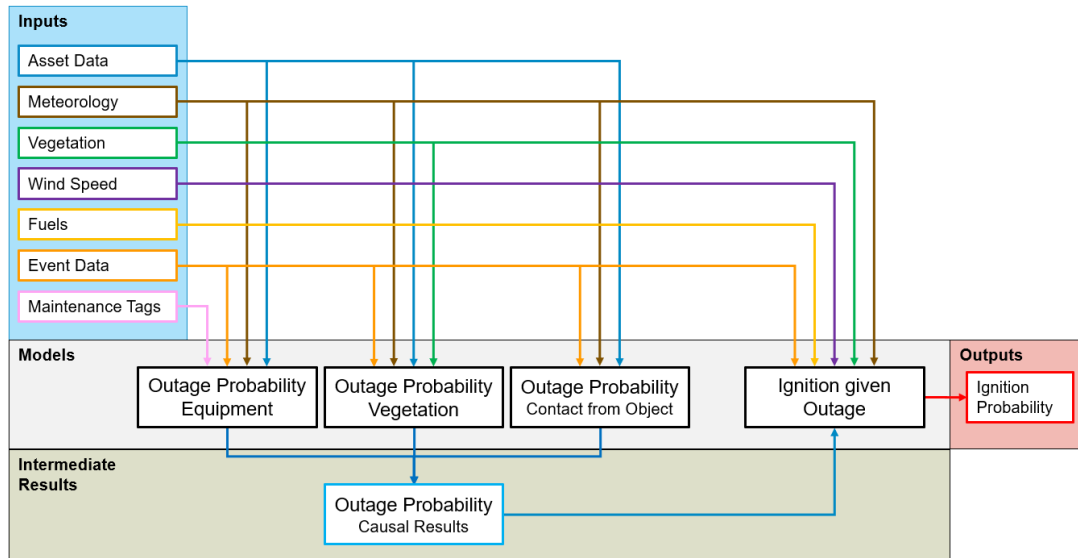 Inputs
Asset Data
Meteorology
Vegetation
Wind Speed
Fuels
Event Data
Maintenance Tags
Models
Outage Probability
Equipment
Outage Probability
Vegetation
Outage Probability
Contact from Object
Ignition given
Outage
Outputs
Ignition
Probability
Intermediate
Results
Outage Probability
Causal Results